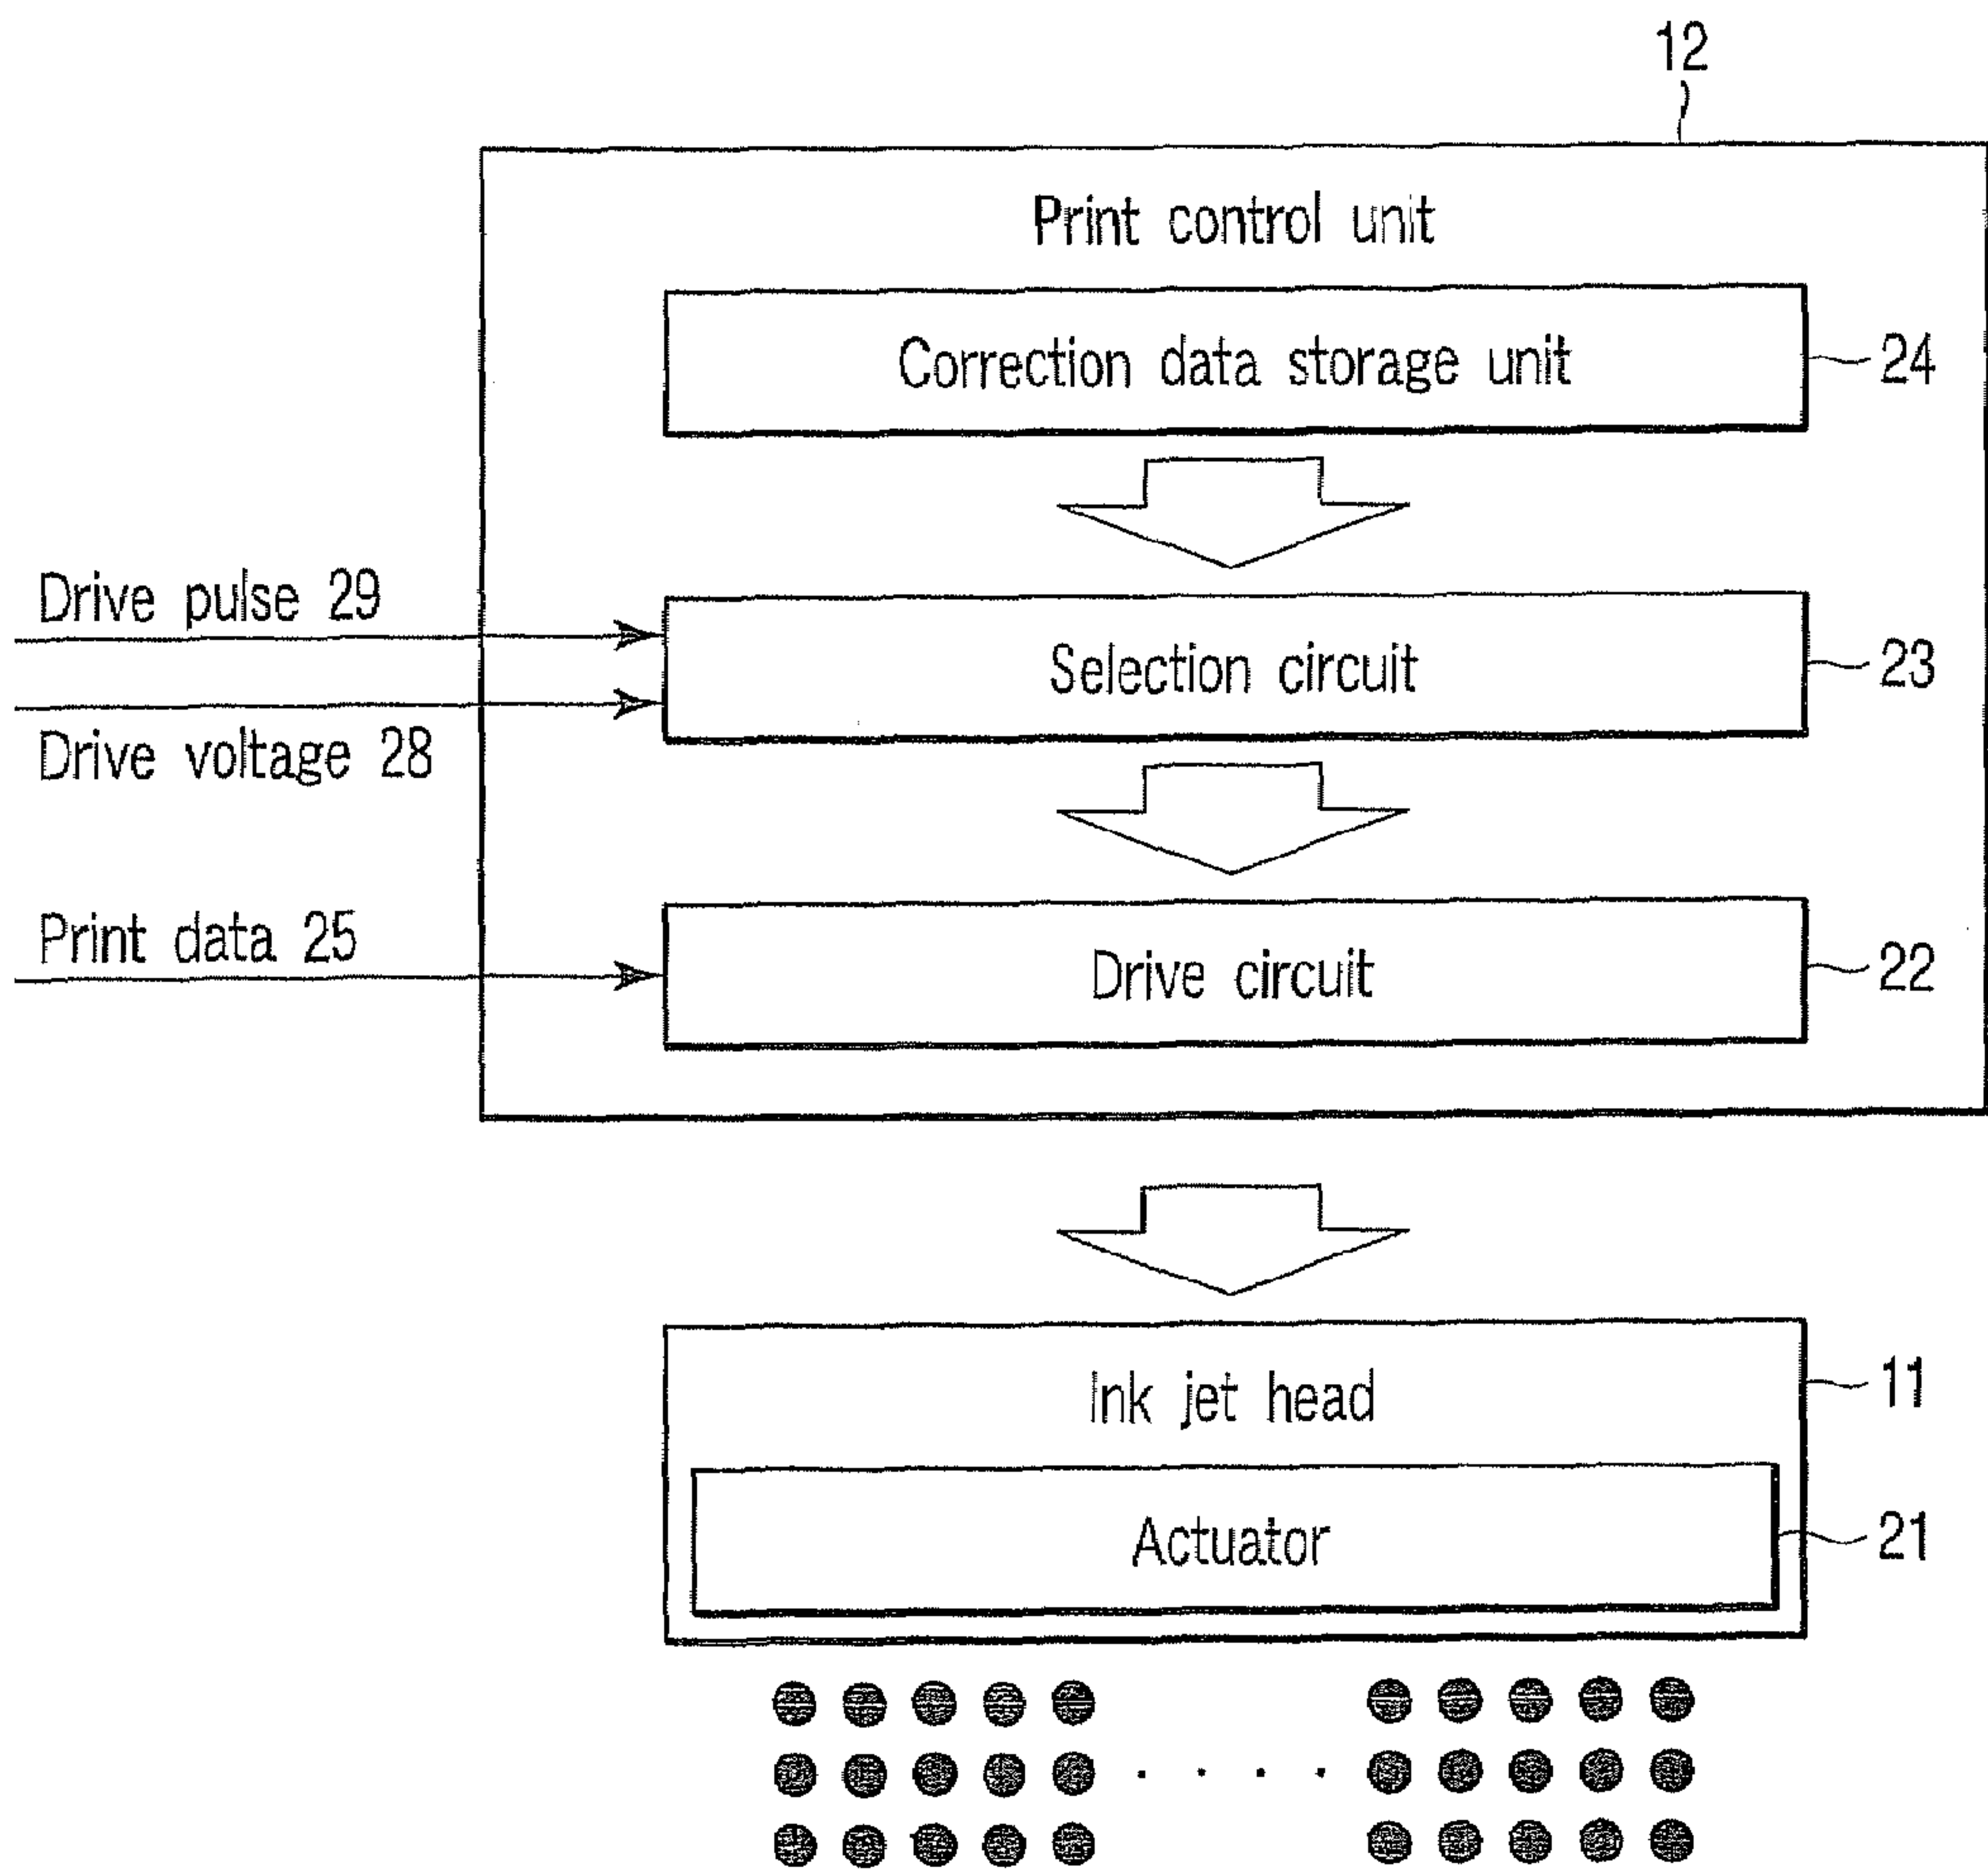 12
Print control unit
Correction data storage unit
24
Drive pulse 29
Selection circuit
23
Drive voltage 28
Print data 25
Drive circuit
22
Ink jet head
11
Actuator
21